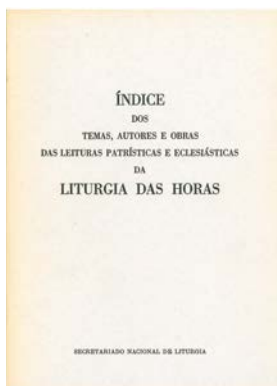 ÍNDICE
DOS
TEMAS, AUTORES E OBRAS
DAS LEITURAS PATRÍSTICAS E ECLESIÁSTICAS
DA
LITURGIA DAS HORAS
SECRETARIADO NACIONAL DE LITURGIA